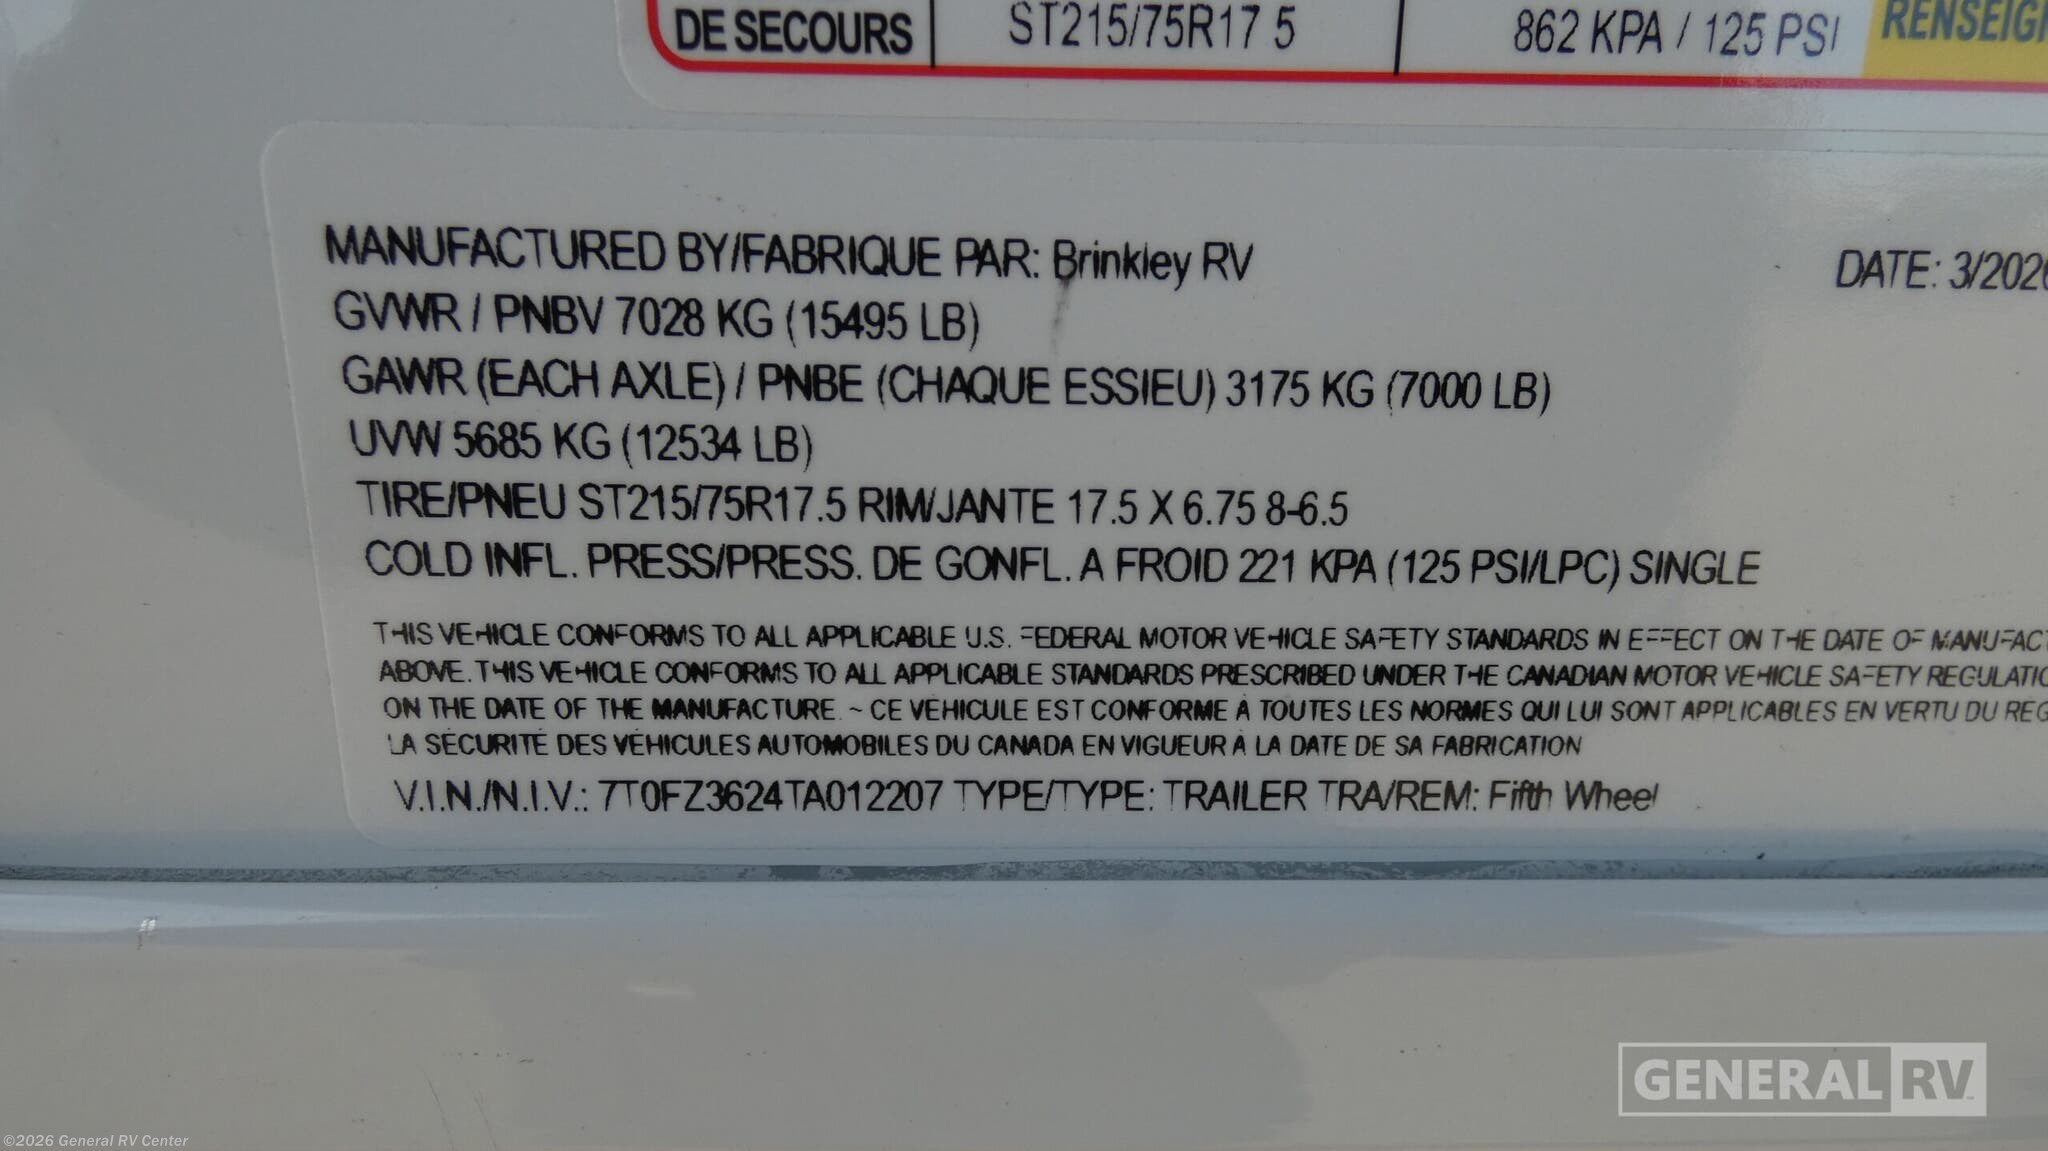 DE SECOURS ST215/75R17 5 862 KPA / 125 PSI RENSEIG
MANUFACTURED BY/FABRIQUE PAR: Brinkley RV DATE: 3/2026
GVWR / PNBV 7028 KG (15495 LB)
GAWR (EACH AXLE) / PNBE (CHAQUE ESSIEU) 3175 KG (7000 LB)
UVW 5685 KG (12534 LB)
TIRE/PNEU ST215/75R17.5 RIM/JANTE 17.5 X 6.75 8-6.5
COLD INFL. PRESS/PRESS. DE GONFL. A FROID 221 KPA (125 PSI/LPC) SINGLE
THIS VEHICLE CONFORMS TO ALL APPLICABLE U.S. FEDERAL MOTOR VEHICLE SAFETY STANDARDS IN EFFECT ON THE DATE OF MANUFACT
ABOVE. THIS VEHICLE CONFORMS TO ALL APPLICABLE STANDARDS PRESCRIBED UNDER THE CANADIAN MOTOR VEHICLE SAFETY REGULATIO
ON THE DATE OF THE MANUFACTURE. ~ CE VÉHICULE EST CONFORME À TOUTES LES NORMES QUI LUI SONT APPLICABLES EN VERTU DU RÉG
LA SÉCURITÉ DES VÉHICULES AUTOMOBILES DU CANADA EN VIGUEUR À LA DATE DE SA FABRICATION
V.I.N./N.I.V.: 7T0FZ3624TA012207 TYPE/TYPE: TRAILER TRA/REM: Fifth Wheel
GENERAL RV
©2026 General RV Center